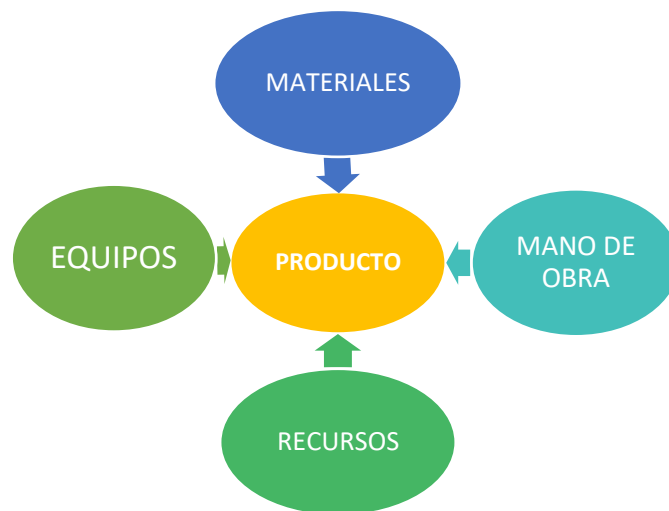 MATERIALES
EQUIPOS
PRODUCTO
MANO DE
OBRA
RECURSOS